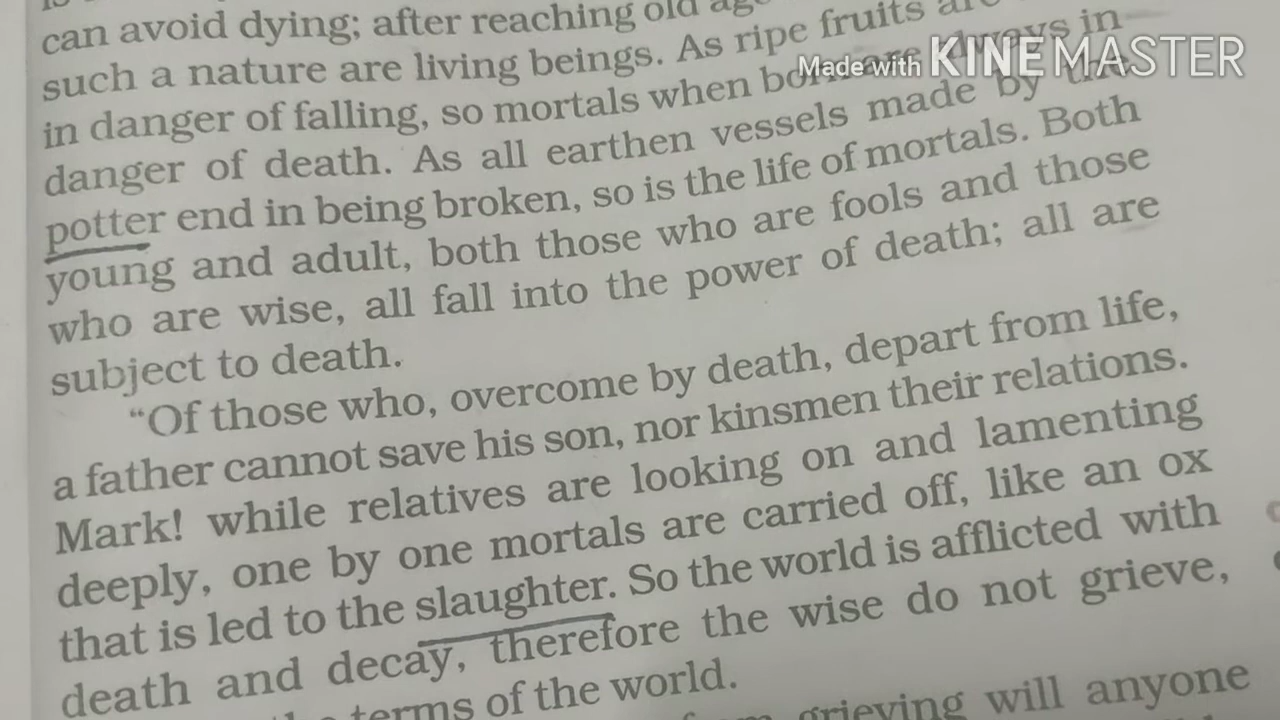 can avoid dying; after reaching old
such a nature are living beings. As ripe fruits
in danger of falling, so mortals when born are always in
danger of death. As all earthen vessels made by the
potter end in being broken, so is the life of mortals. Both
young and adult, both those who are fools and those
who are wise, all fall into the power of death; all are
subject to death.
"Of those who, overcome by death, depart from life,
a father cannot save his son, nor kinsmen their relations.
Mark! while relatives are looking on and lamenting
deeply, one by one mortals are carried off, like an ox
that is led to the slaughter. So the world is afflicted with
death and decay, therefore the wise do not grieve,
terms of the world.
grieving will anyone
Made with KINEMASTER